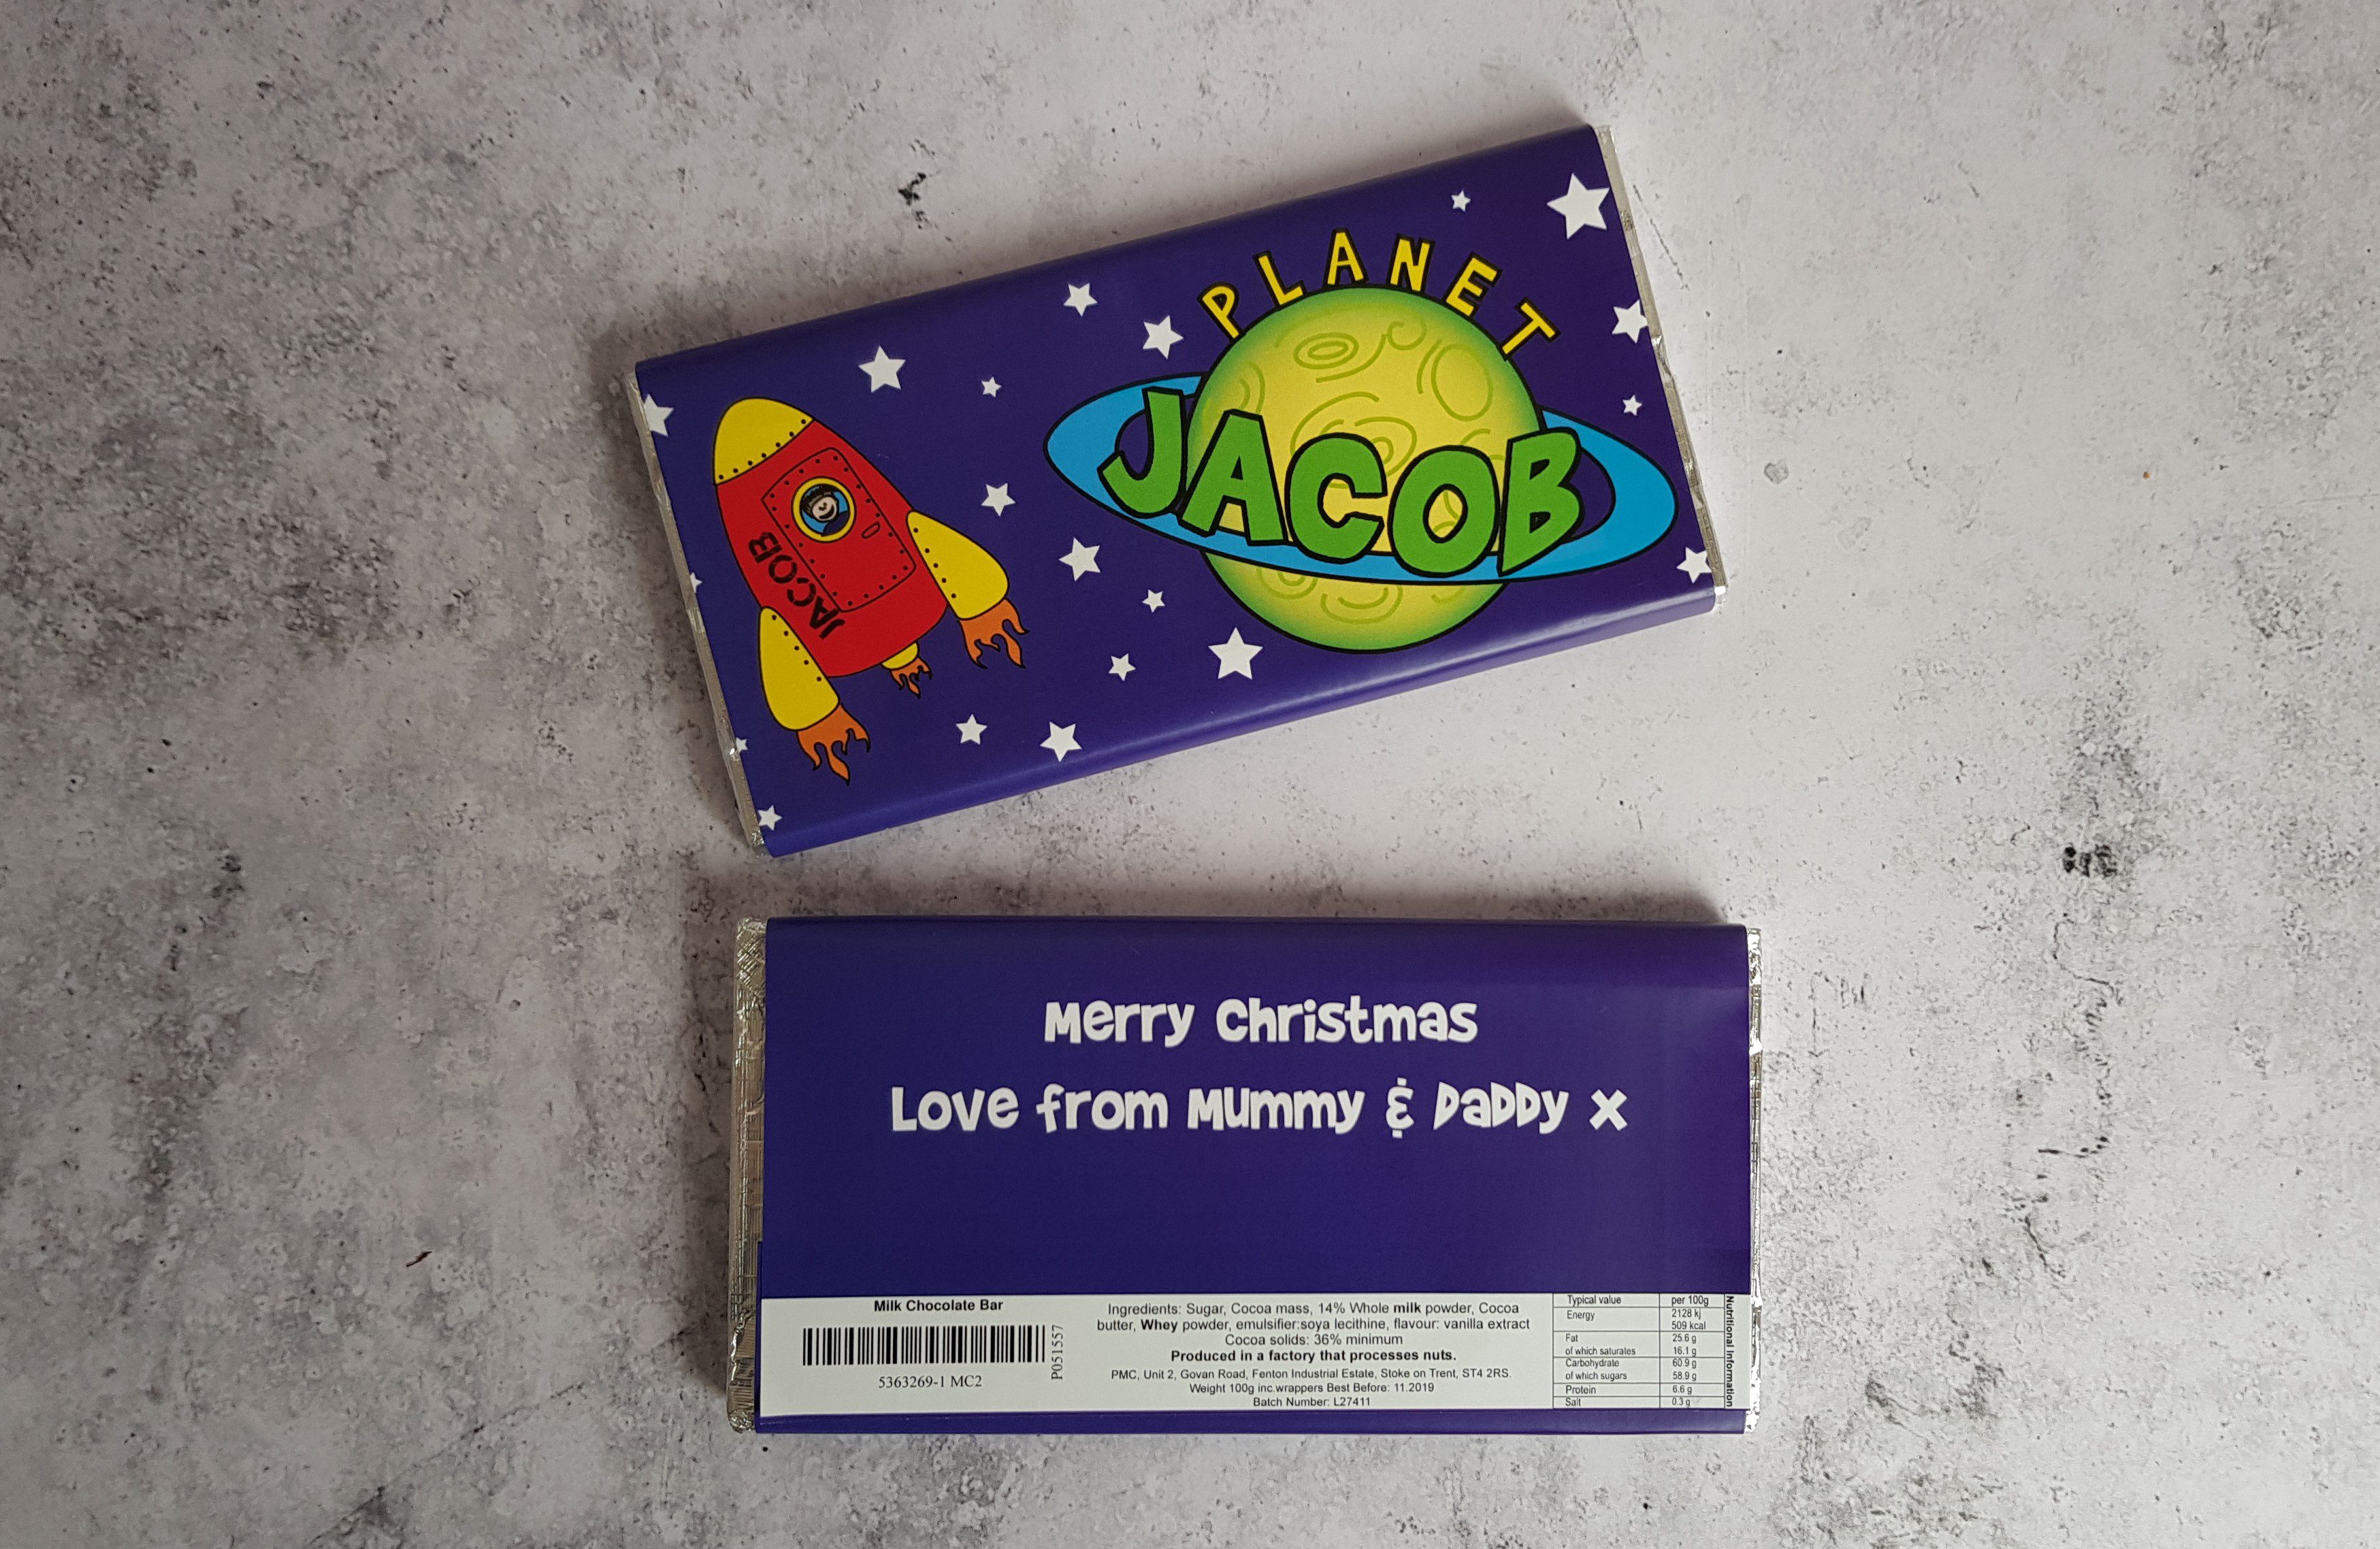 PLANET
JACOB
JACOB
Merry Christmas
Love from Mummy & Daddy x
Milk Chocolate Bar
P051557
5363269-1 MC2
Ingredients: Sugar, Cocoa mass, 14% Whole milk powder, Cocoa
butter, Whey powder, emulsifier:soya lecithine, flavour: vanilla extract
Cocoa solids: 36% minimum
Produced in a factory that processes nuts.
PMC, Unit 2, Govan Road, Fenton Industrial Estate, Stoke on Trent, ST4 2RS.
Weight 100g inc.wrappers Best Before: 11.2019
Batch Number: L27411
Typical value per 100g
Energy 2128 kj
509 kcal
Fat 25.6 g
of which saturates 16.1 g
Carbohydrate 60.9 g
of which sugars 58.9 g
Protein 6.6 g
Salt 0.3 g
Nutritional Information